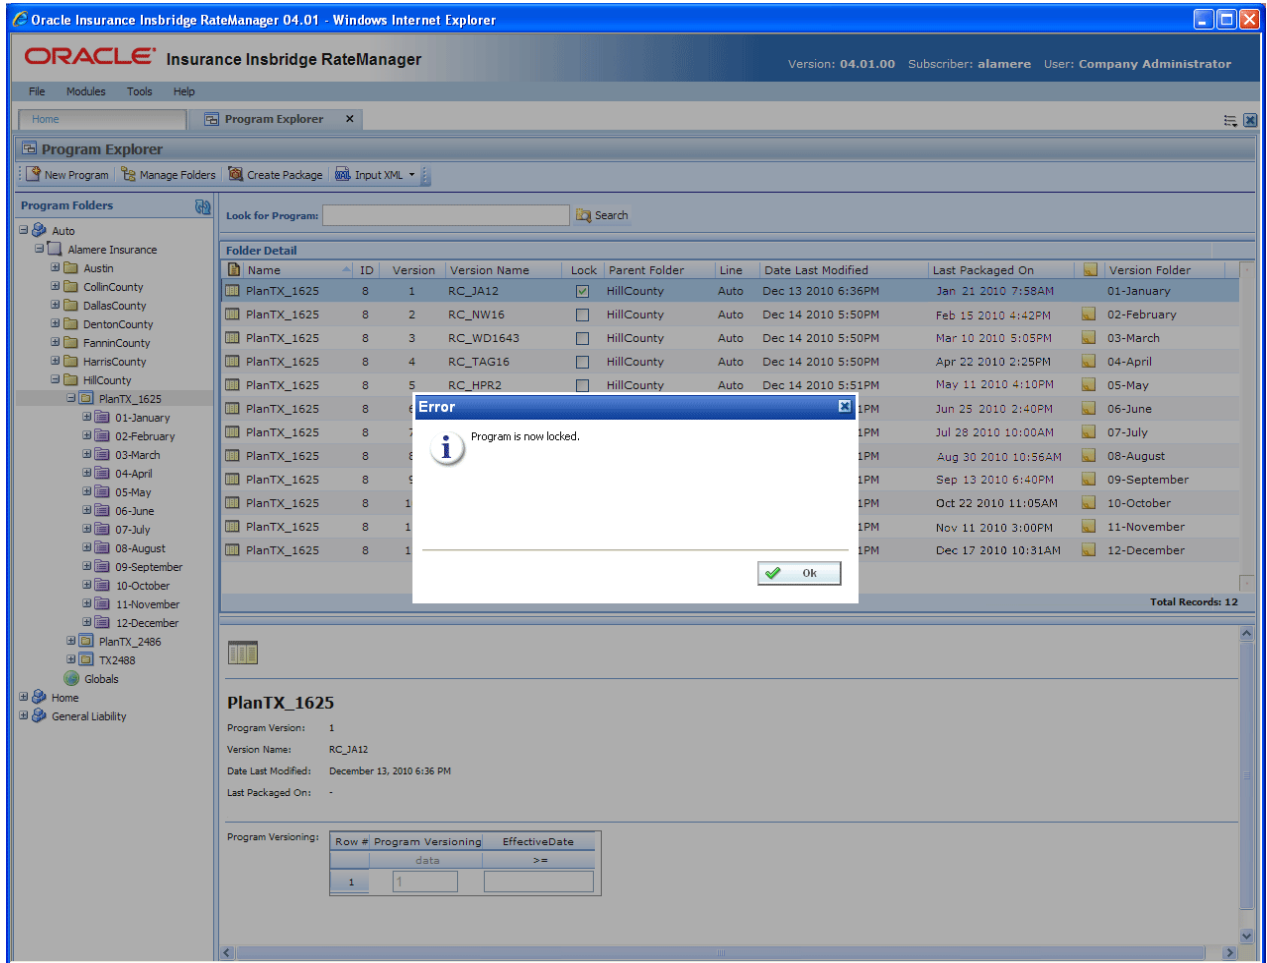 Oracle Insurance Insbridge RateManager 04.01 - Windows Internet Explorer
ORACLE Insurance Insbridge RateManager Version: 04.01.00 Subscriber: alamere User: Company Administrator
File Modules Tools Help
Home Program Explorer x
Program Explorer
New Program Manage Folders Create Package Input XML
Program Folders
Auto
Alamere Insurance
Austin
CollinCounty
DallasCounty
DentonCounty
FanninCounty
HarrisCounty
HillCounty
PlanTX_1625
01-January
02-February
03-March
04-April
05-May
06-June
07-July
08-August
09-September
10-October
11-November
12-December
PlanTX_2486
TX2488
Globals
Home
General Liability
Look for Program: Search
Folder Detail
Name ID Version Version Name Lock Parent Folder Line Date Last Modified Last Packaged On Version Folder
PlanTX_1625 8 1 RC_JA12 HillCounty Auto Dec 13 2010 6:36PM Jan 21 2010 7:58AM 01-January
PlanTX_1625 8 2 RC_NW16 HillCounty Auto Dec 14 2010 5:50PM Feb 15 2010 4:42PM 02-February
PlanTX_1625 8 3 RC_WD1643 HillCounty Auto Dec 14 2010 5:50PM Mar 10 2010 5:05PM 03-March
PlanTX_1625 8 4 RC_TAG16 HillCounty Auto Dec 14 2010 5:50PM Apr 22 2010 2:25PM 04-April
PlanTX_1625 8 5 RC_HPR2 HillCounty Auto Dec 14 2010 5:51PM May 11 2010 4:10PM 05-May
PlanTX_1625 8 1PM Jun 25 2010 2:40PM 06-June
PlanTX_1625 8 1PM Jul 28 2010 10:00AM 07-July
PlanTX_1625 8 1PM Aug 30 2010 10:56AM 08-August
PlanTX_1625 8 1PM Sep 13 2010 6:40PM 09-September
PlanTX_1625 8 1 1PM Oct 22 2010 11:05AM 10-October
PlanTX_1625 8 1 1PM Nov 11 2010 3:00PM 11-November
PlanTX_1625 8 1 1PM Dec 17 2010 10:31AM 12-December
Total Records: 12
Error
Program is now locked.
Ok
PlanTX_1625
Program Version: 1
Version Name: RC_JA12
Date Last Modified: December 13, 2010 6:36 PM
Last Packaged On: -
Program Versioning:
Row # Program Versioning EffectiveDate
data >=
1 1